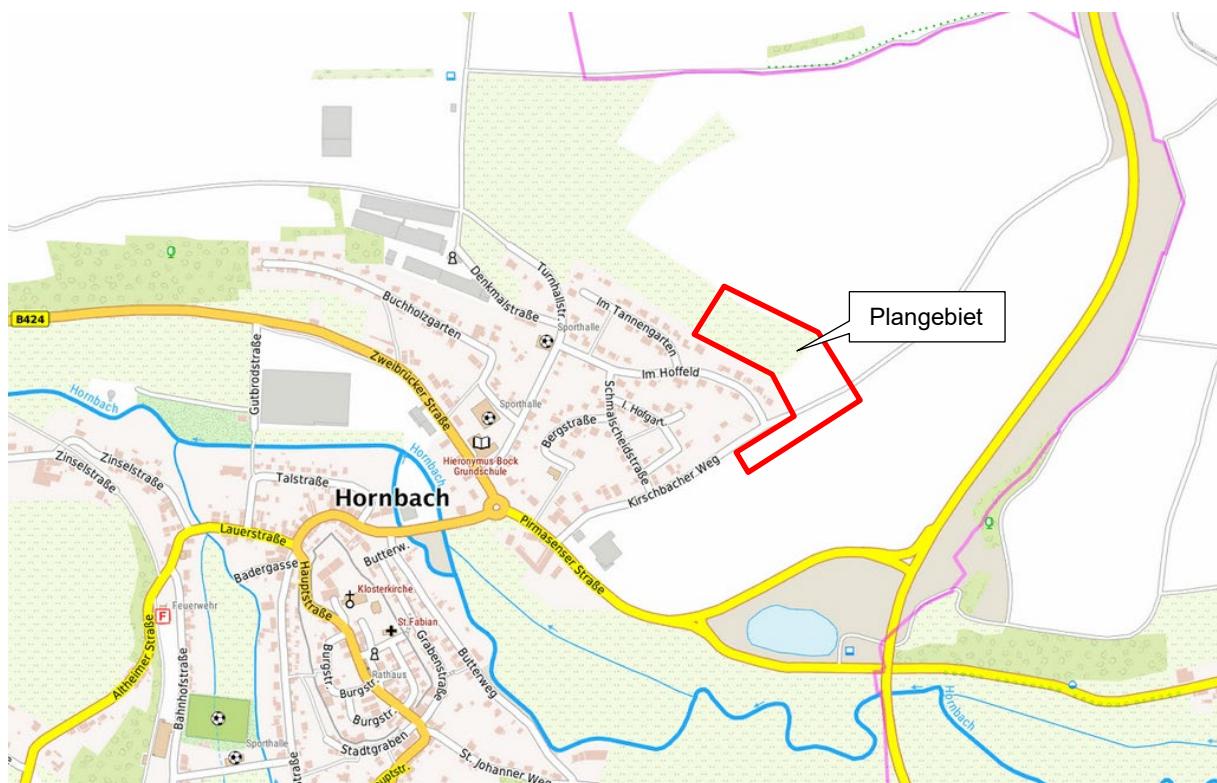 Plangebiet
B424
Buchholzgarten
Denkmalstraße
Turnhallstr.
Sporthalle
Im Tannengarten
Im Hoffeld
Zweibrücker Straße
Gutbrodstraße
Hornbach
Sporthalle
Hieronymus-Bock
Grundschule
Bergstraße
I. Hofgart.
Schmalscheidstraße
Kirschbacher Weg
Hornbach
Zinselstraße
Zinselstraße
Talstraße
Hornbach
Pirmasenser Straße
Lauerstraße
Badergasse
Hauptstraße
Butterw.
Klosterkirche
St.Fabian
Feuerwehr
F
Altheimer Straße
Bahnhofstraße
Burgstr.
Rathaus
Burgstr.
Burgstr.
Grabenstraße
Butterweg
Stadtgraben
Sporthalle
St. Johanner Weg
Hornbach